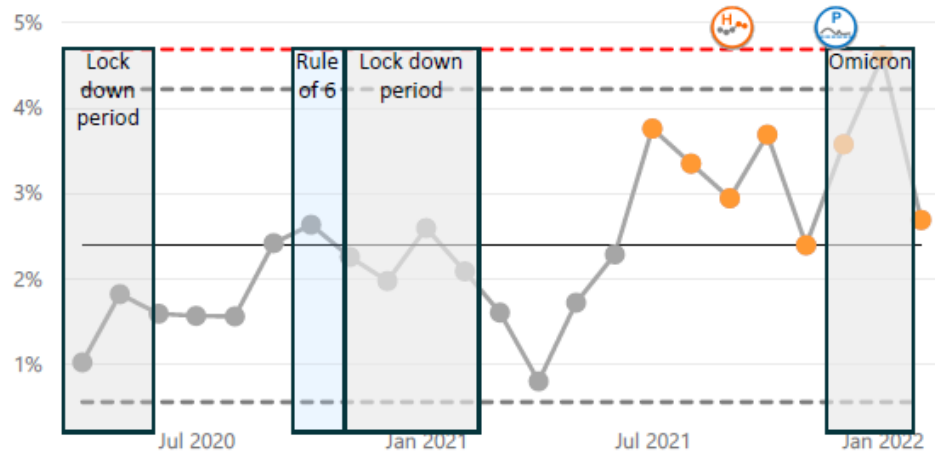 5%
H
P
Lock
down
period
Rule
of 6
Lock down
period
Omicron
4%
3%
2%
1%
Jul 2020
Jan 2021
Jul 2021
Jan 2022